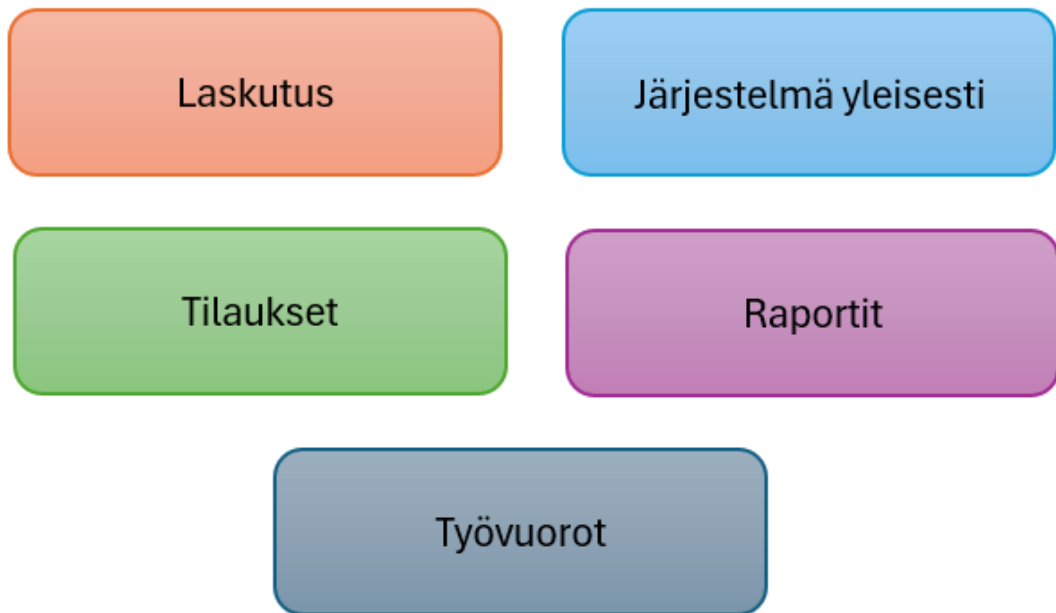 Laskutus
Järjestelmä yleisesti
Tilaukset
Raportit
Työvuorot